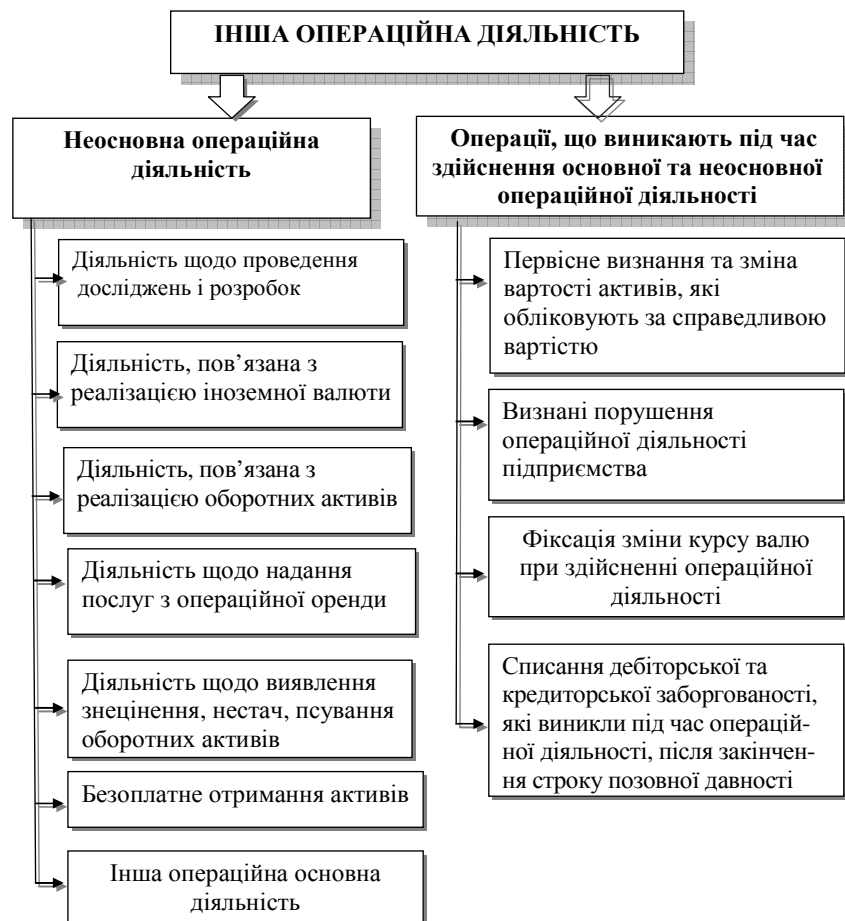 ІНША ОПЕРАЦІЙНА ДІЯЛЬНІСТЬ
Неосновна операційна
діяльність
Діяльність щодо проведення
досліджень і розробок
Діяльність, пов’язана з
реалізацією іноземної валюти
Діяльність, пов’язана з
реалізацією оборотних активів
Діяльність щодо надання
послуг з операційної оренди
Діяльність щодо виявлення
знецінення, нестач, псування
оборотних активів
Безоплатне отримання активів
Інша операційна основна
діяльність
Операції, що виникають під час
здійснення основної та неосновної
операційної діяльності
Первісне визнання та зміна
вартості активів, які
обліковують за справедливою
вартістю
Визнані порушення
операційної діяльності
підприємства
Фіксація зміни курсу валю
при здійсненні операційної
діяльності
Списання дебіторської та
кредиторської заборгованості,
які виникли під час операцій-
ної діяльності, після закінчен-
ня строку позовної давності